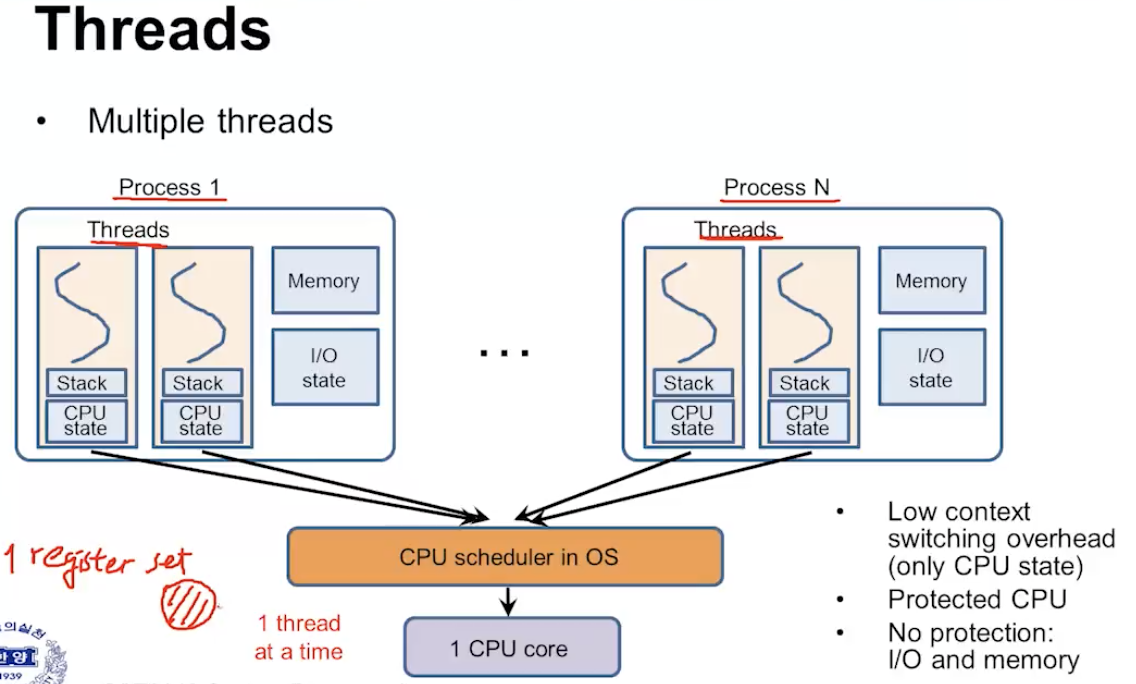 Threads
• Multiple threads
Process 1
Process N
Threads
Threads
Memory
Memory
I/O
state
I/O
state
...
Stack
Stack
Stack
Stack
CPU
state
CPU
state
CPU
state
CPU
state
CPU scheduler in OS
1 register set
1 thread
at a time
1 CPU core
• Low context
switching overhead
(only CPU state)
• Protected CPU
• No protection:
I/O and memory
1939